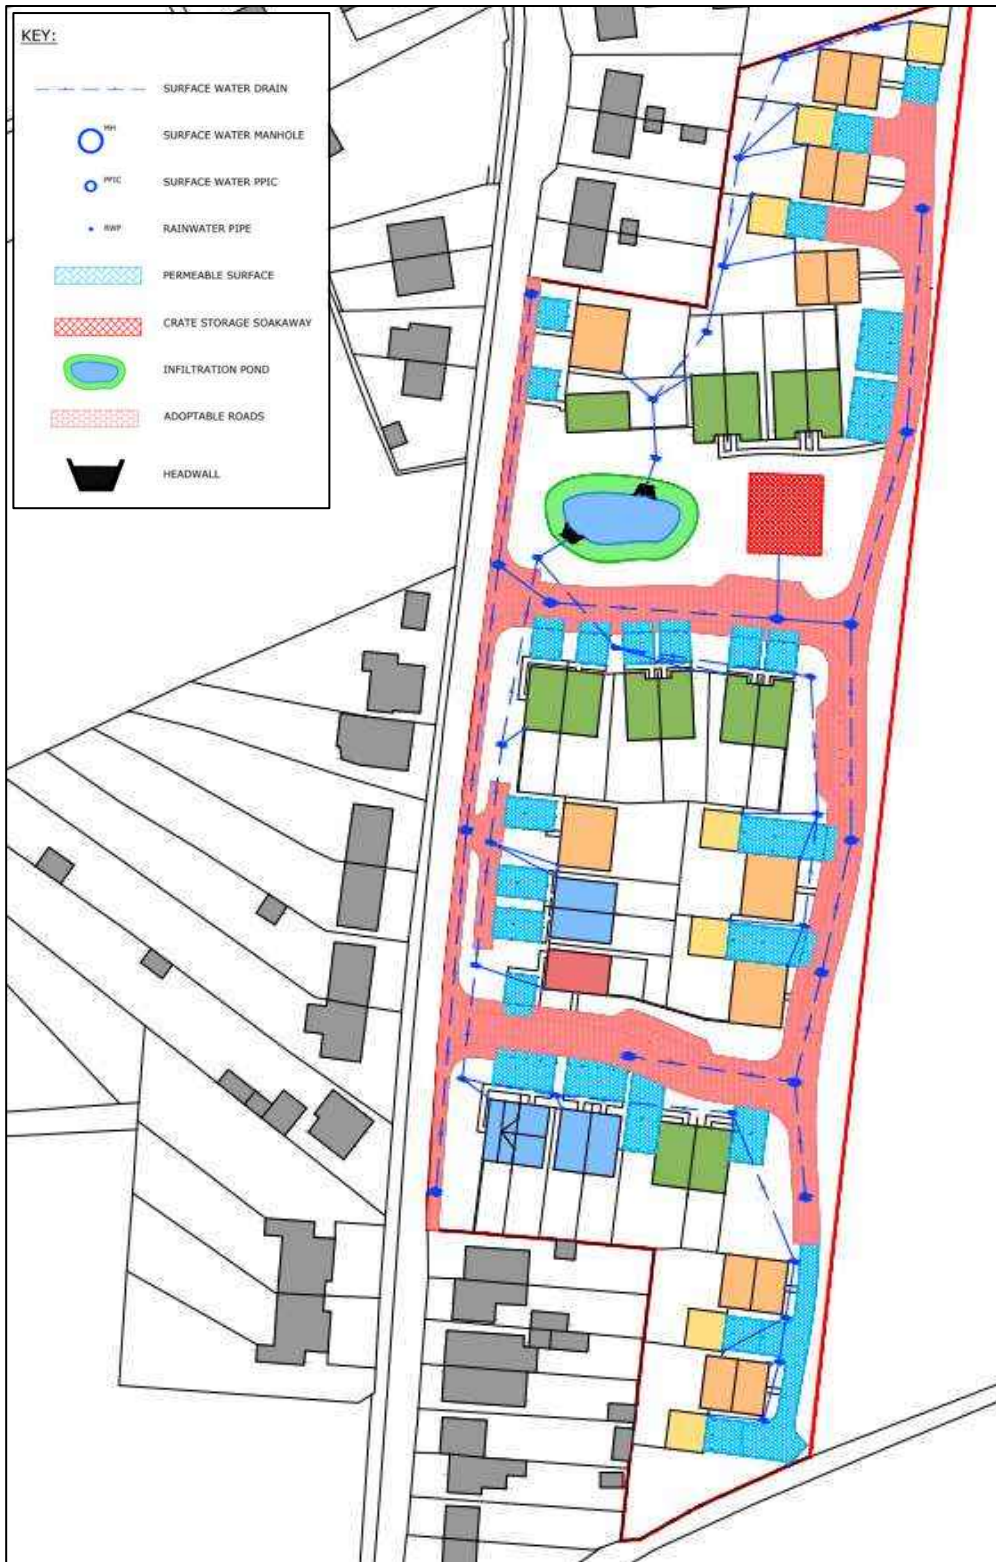 KEY:
SURFACE WATER DRAIN
MH
SURFACE WATER MANHOLE
PPIC
SURFACE WATER PPIC
RWP
RAINWATER PIPE
PERMEABLE SURFACE
CRATE STORAGE SOAKAWAY
INFILTRATION POND
ADOPTABLE ROADS
HEADWALL